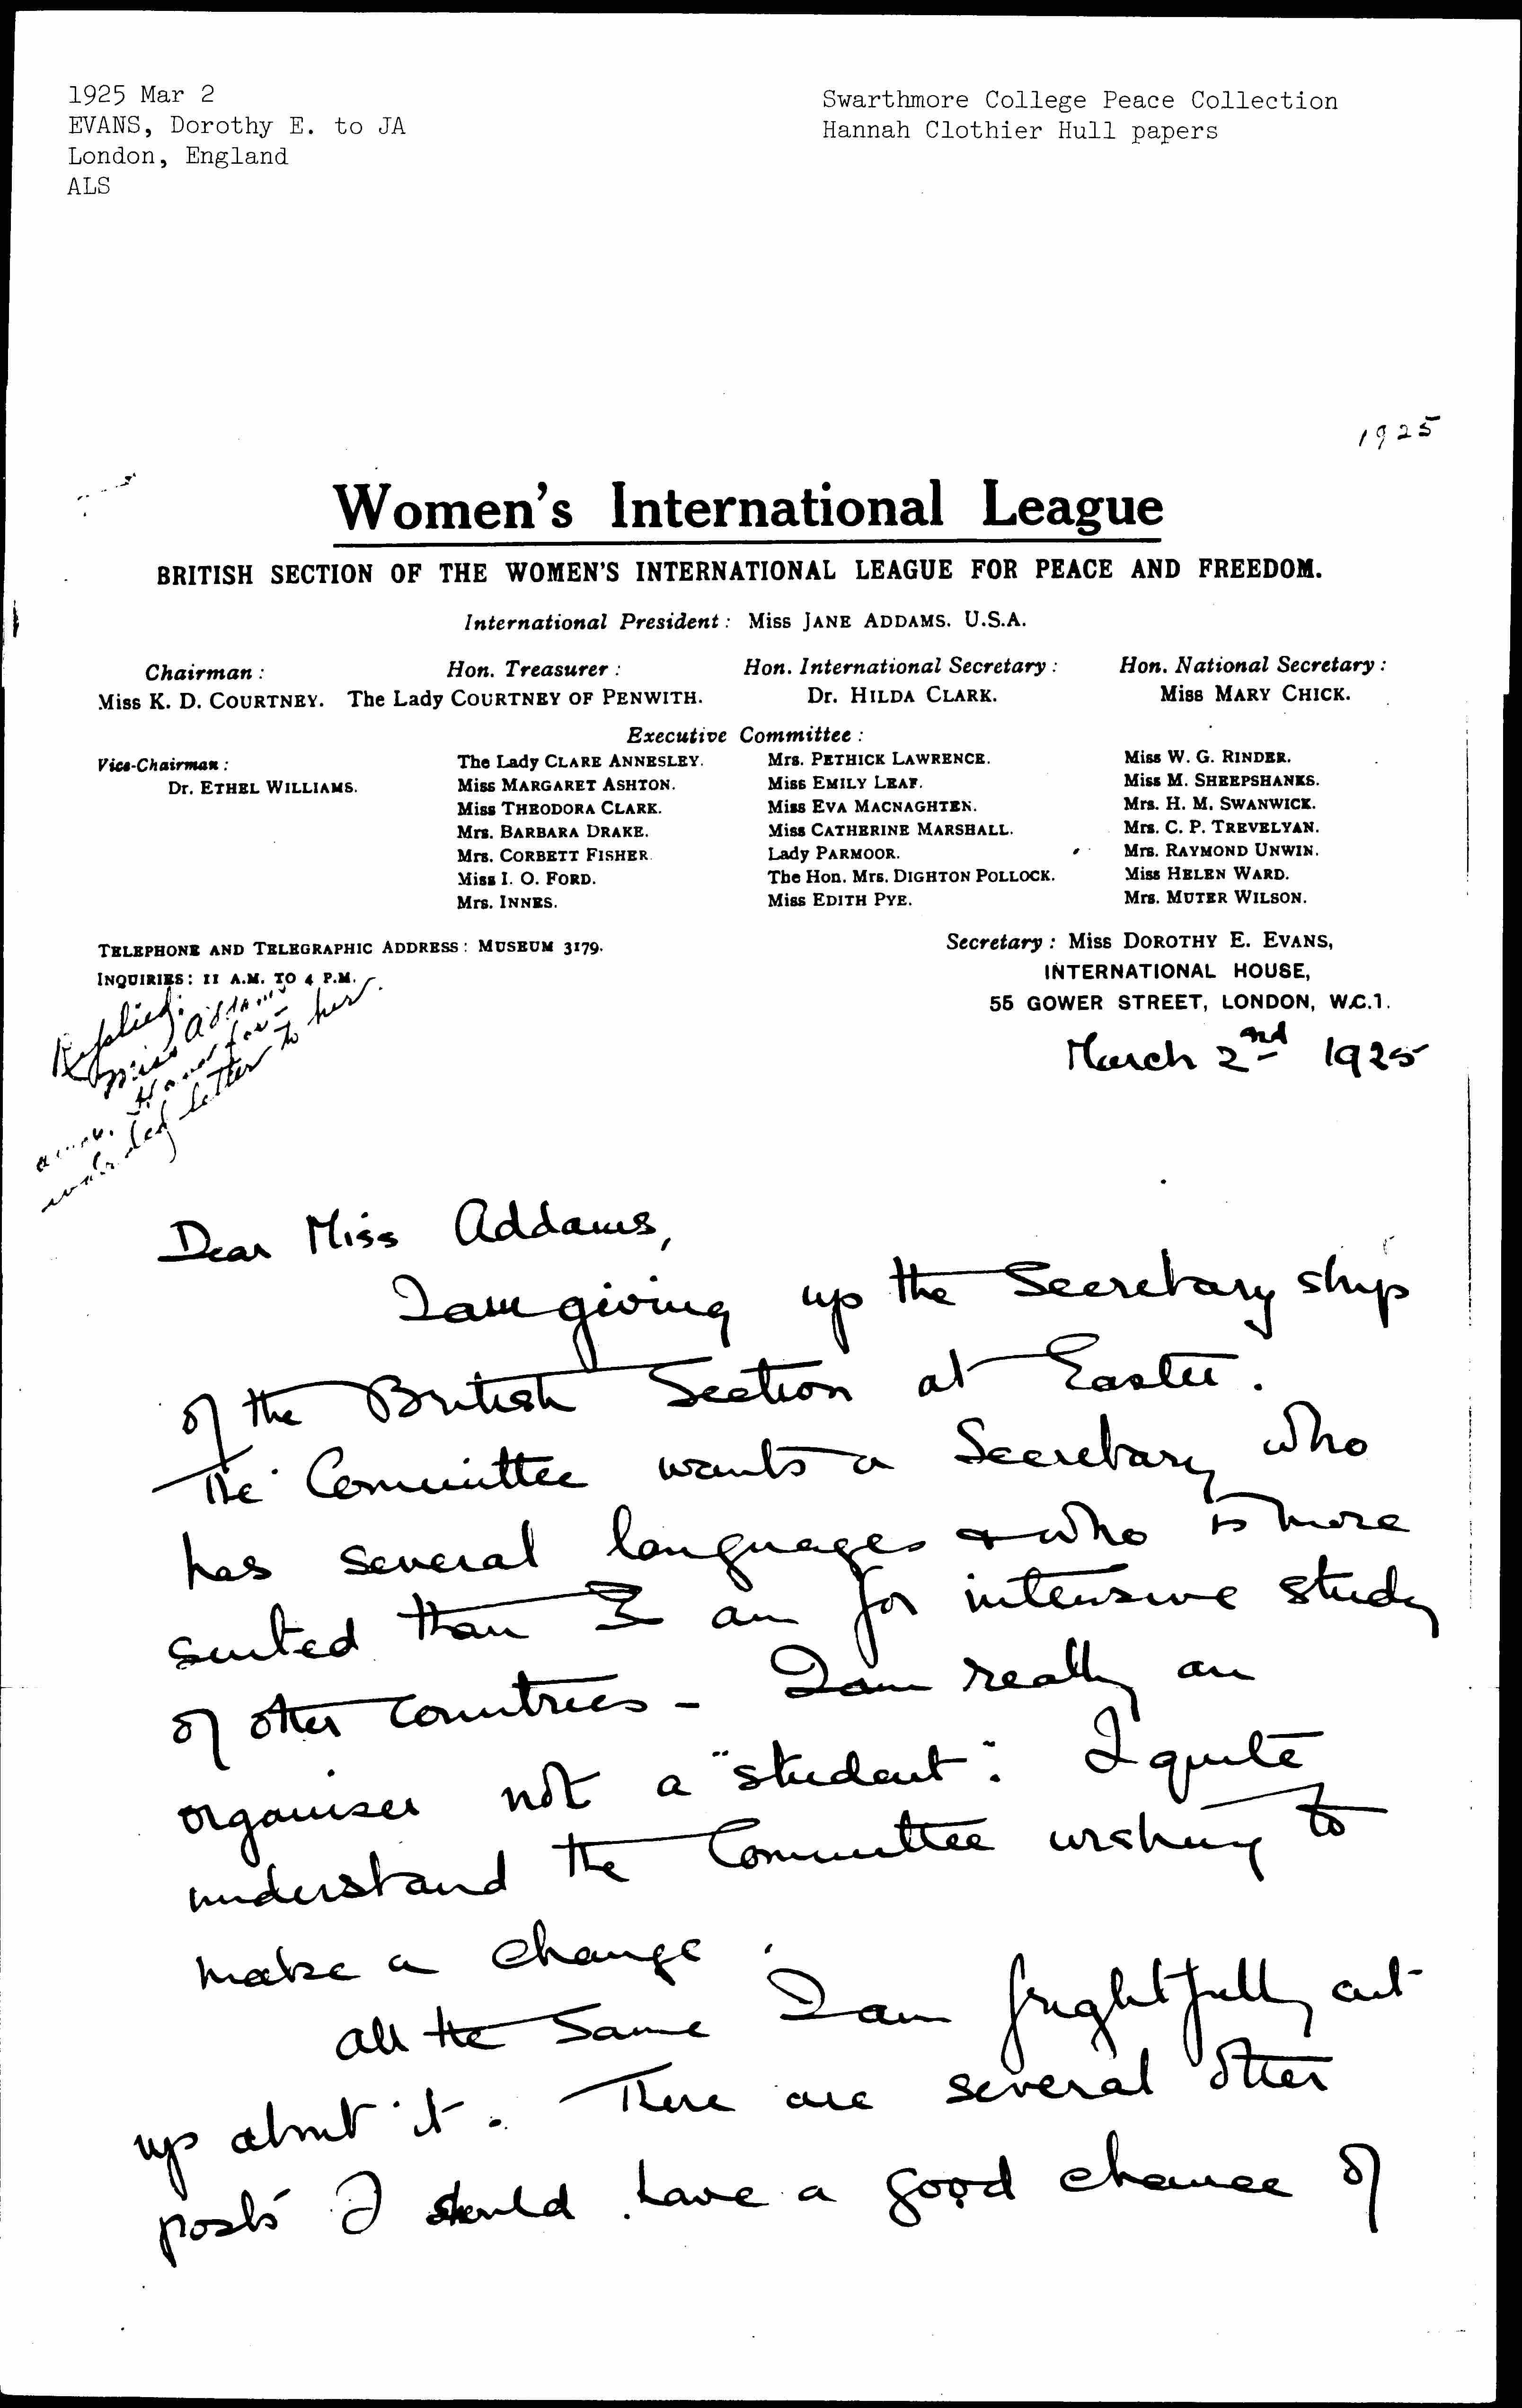 1925 Mar 2
EVANS, Dorothy E. to JA
London, England
ALS
Swarthmore College Peace Collection
Hannah Clothier Hull papers
1925
Women's International League
BRITISH SECTION OF THE WOMEN'S INTERNATIONAL LEAGUE FOR PEACE AND FREEDOM.
International President: Miss JANE ADDAMS. U.S.A.
Chairman: Hon. Treasurer: Hon. International Secretary: Hon. National Secretary:
Miss K. D. COURTNEY. The Lady COURTNEY OF PENWITH. Dr. HILDA CLARK. Miss MARY CHICK.
Executive Committee:
Vice-Chairman: The Lady CLARE ANNESLEY. Mrs. PETHICK LAWRENCE. Miss W. G. RINDER.
Dr. ETHEL WILLIAMS. Miss MARGARET ASHTON. Miss EMILY LEAF. Miss M. SHEEPSHANKS.
Miss THEODORA CLARK. Miss EVA MACNAGHTEN. Mrs. H. M. SWANWICK.
Mrs. BARBARA DRAKE. Miss CATHERINE MARSHALL. Mrs. C. P. TREVELYAN.
Mrs. CORBETT FISHER. Lady PARMOOR. Mrs. RAYMOND UNWIN.
Miss I. O. FORD. The Hon. Mrs. DIGHTON POLLOCK. Miss HELEN WARD.
Mrs. INNES. Miss EDITH PYE. Mrs. MUTER WILSON.
TELEPHONE AND TELEGRAPHIC ADDRESS: MUSEUM 3179.
INQUIRIES: 11 A.M. TO 4 P.M.
Secretary: Miss DOROTHY E. EVANS,
INTERNATIONAL HOUSE,
55 GOWER STREET, LONDON, W.C.1.
Replied:
Miss Addams
letter to her.
March 2nd 1925
Dear Miss Addams,
I am giving up the Secretary ship
of the British Section at Easter.
The Committee wants a Secretary who
has several languages & who is more
suited than I am for intensive study
of other countries - I am really an
organiser not a "student". I quite
understand the Committee wishing to
make a change.
All the same I am frightfully cut
up about it. There are several other
posts I should have a good chance of